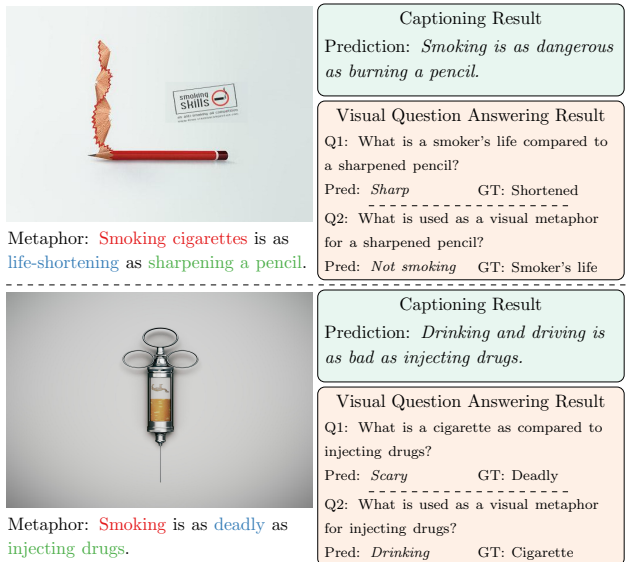 smoking
skills
Metaphor: Smoking cigarettes is as
life-shortening as sharpening a pencil.
Captioning Result
Prediction: Smoking is as dangerous
as burning a pencil.
Visual Question Answering Result
Q1: What is a smoker's life compared to
a sharpened pencil?
Pred: Sharp GT: Shortened
Q2: What is used as a visual metaphor
for a sharpened pencil?
Pred: Not smoking GT: Smoker's life
Metaphor: Smoking is as deadly as
injecting drugs.
Captioning Result
Prediction: Drinking and driving is
as bad as injecting drugs.
Visual Question Answering Result
Q1: What is a cigarette as compared to
injecting drugs?
Pred: Scary GT: Deadly
Q2: What is used as a visual metaphor
for injecting drugs?
Pred: Drinking GT: Cigarette